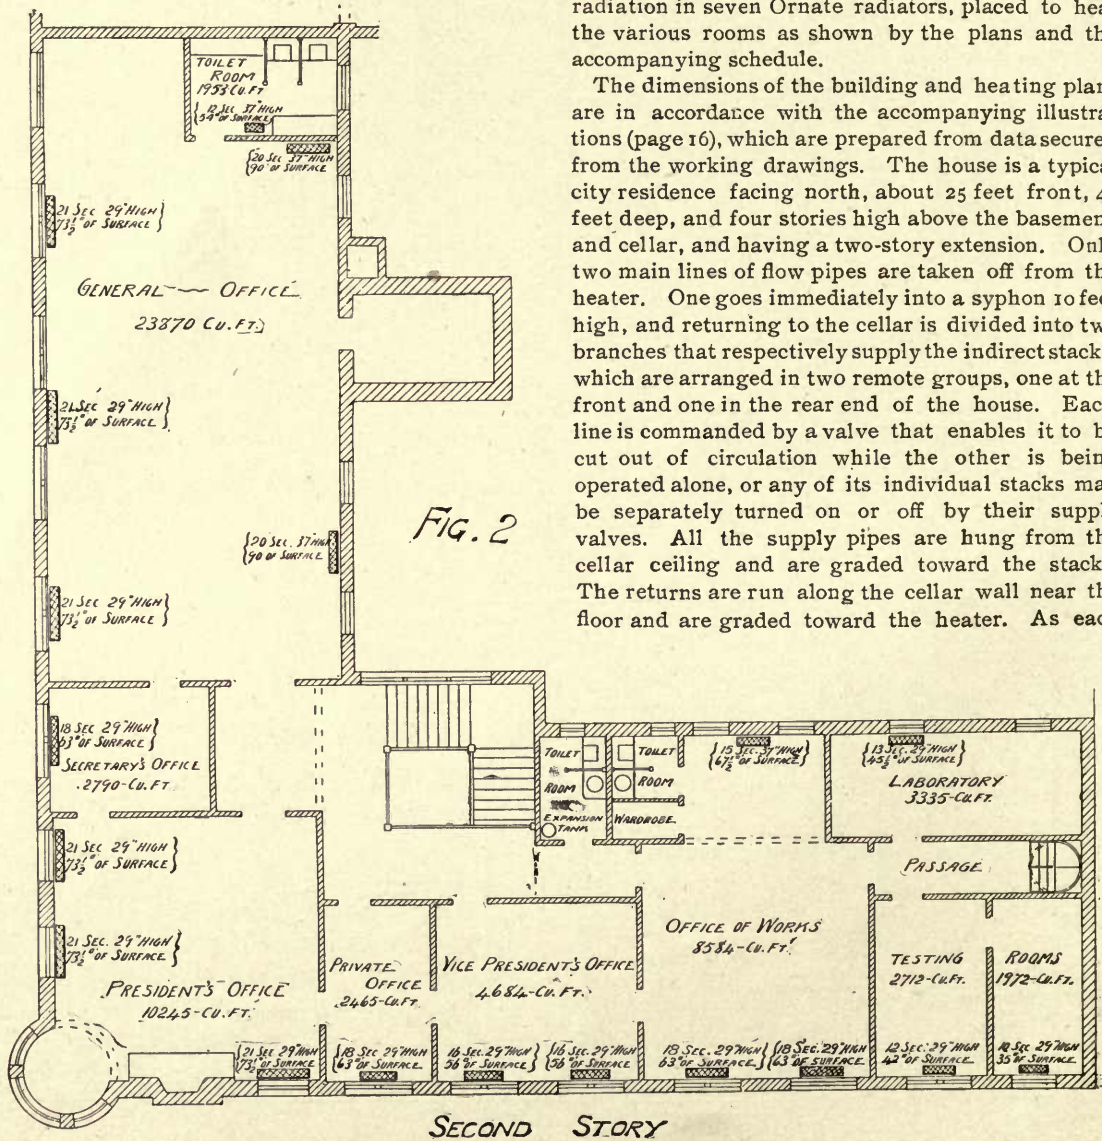 radiation in seven Ornate radiators, placed to hea
the various rooms as shown by the plans and th
accompanying schedule.
The dimensions of the building and heating plan
are in accordance with the accompanying illustra
tions (page 16), which are prepared from data secure
from the working drawings. The house is a typica
city residence facing north, about 25 feet front, 4
feet deep, and four stories high above the basemen
and cellar, and having a two-story extension. Onl
two main lines of flow pipes are taken off from th
heater. One goes immediately into a syphon 10 fee
high, and returning to the cellar is divided into tw
branches that respectively supply the indirect stack
which are arranged in two remote groups, one at th
front and one in the rear end of the house. Eac
line is commanded by a valve that enables it to b
cut out of circulation while the other is bein
operated alone, or any of its individual stacks ma
be separately turned on or off by their suppl
valves. All the supply pipes are hung from th
cellar ceiling and are graded toward the stack
The returns are run along the cellar wall near th
floor and are graded toward the heater. As eac
TOILET
ROOM
1953 CU. FT
12 SEC 37" HIGH
54□ OF SURFACE
20 SEC 37" HIGH
90□ OF SURFACE
21 SEC 29" HIGH
73½□ OF SURFACE
GENERAL — OFFICE
23870 CU. FT.
21 SEC 29" HIGH
73½□ OF SURFACE
FIG. 2
20 SEC. 37" HIGH
90 OF SURFACE
21 SEC 29" HIGH
73½□ OF SURFACE
18 SEC 29" HIGH
63□ OF SURFACE
SECRETARY'S OFFICE
2790-CU. FT
TOILET
ROOM
EXPANSION
TANK
TOILET
ROOM
WARDROBE.
15 SEC. 37" HIGH
67½□ OF SURFACE
13 SEC. 29" HIGH
45½□ OF SURFACE
LABORATORY
3335-CU. FT.
21 SEC 29" HIGH
73½□ OF SURFACE
PASSAGE
21 SEC. 29" HIGH
73½□ OF SURFACE
PRESIDENT'S OFFICE
10245-CU. FT.
PRIVATE
OFFICE
2465-CU. FT.
VICE PRESIDENT'S OFFICE
4684-CU. FT.
OFFICE OF WORKS
8584-CU. FT.
TESTING
2712-CU. FT.
ROOMS
1972-CU. FT.
21 SEC 29" HIGH
73½□ OF SURFACE
18 SEC 29" HIGH
63□ OF SURFACE
16 SEC. 29" HIGH
56□ OF SURFACE
16 SEC. 29" HIGH
56□ OF SURFACE
18 SEC. 29" HIGH
63□ OF SURFACE
18 SEC. 29" HIGH
63□ OF SURFACE
12 SEC. 29" HIGH
42□ OF SURFACE
10 SEC. 29" HIGH
35□ OF SURFACE
SECOND STORY